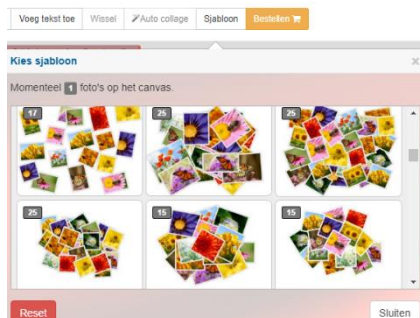 Voeg tekst toe Wissel Auto collage Sjabloon Bestellen
Kies sjabloon x
Momenteel 1 foto's op het canvas.
17 25 25
25 15 15
Reset Sluiten